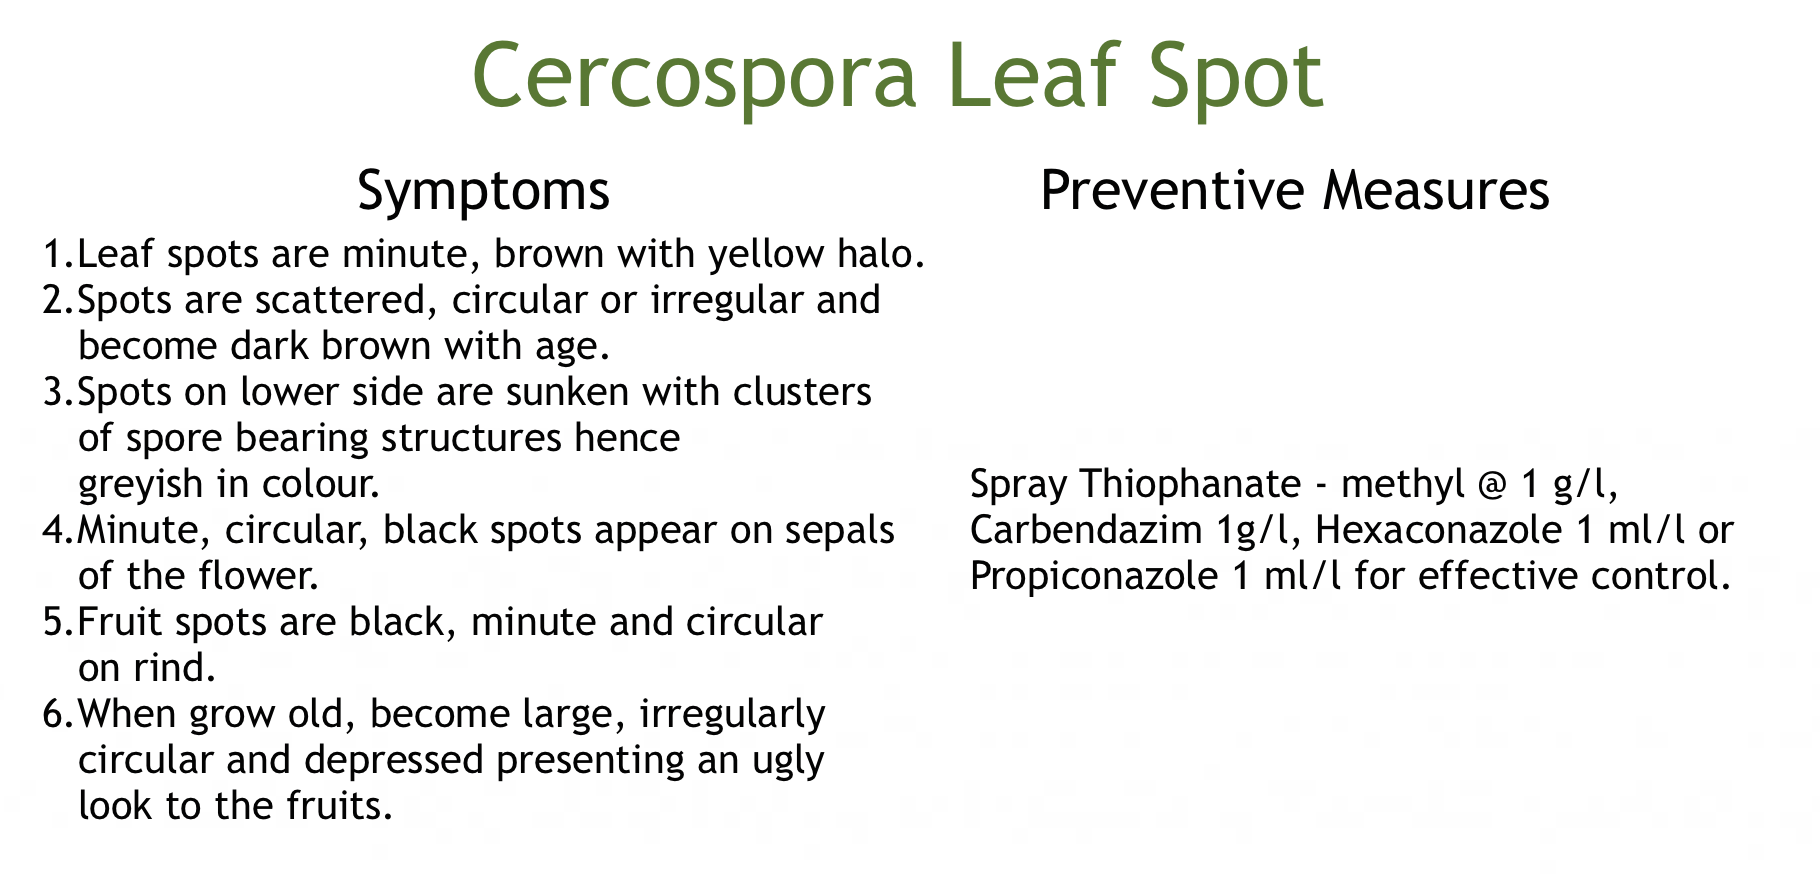 Cercospora Leaf Spot
Symptoms
1.Leaf spots are minute, brown with yellow halo.
2.Spots are scattered, circular or irregular and
become dark brown with age.
3.Spots on lower side are sunken with clusters
of spore bearing structures hence
greyish in colour.
4.Minute, circular, black spots appear on sepals
of the flower.
5.Fruit spots are black, minute and circular
on rind.
6.When grow old, become large, irregularly
circular and depressed presenting an ugly
look to the fruits.
Preventive Measures
Spray Thiophanate - methyl @ 1 g/l,
Carbendazim 1g/l, Hexaconazole 1 ml/l or
Propiconazole 1 ml/l for effective control.